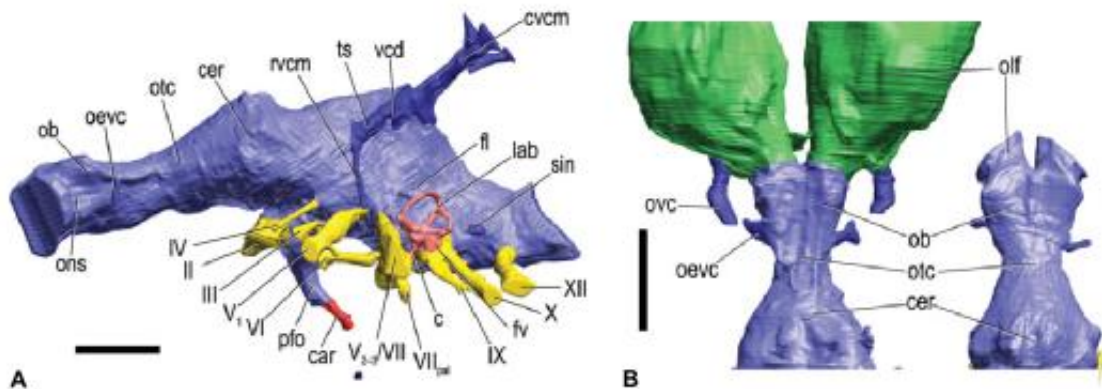 cvcm
vcd
ts
rvcm
cer
otc
oevc
ob
fl
lab
sin
ons
IV
II
III
V1
VI
pfo
car
V2-3/VII
VIIpal
c
IX
fv
X
XII
A
olf
ovc
oevc
ob
otc
cer
B